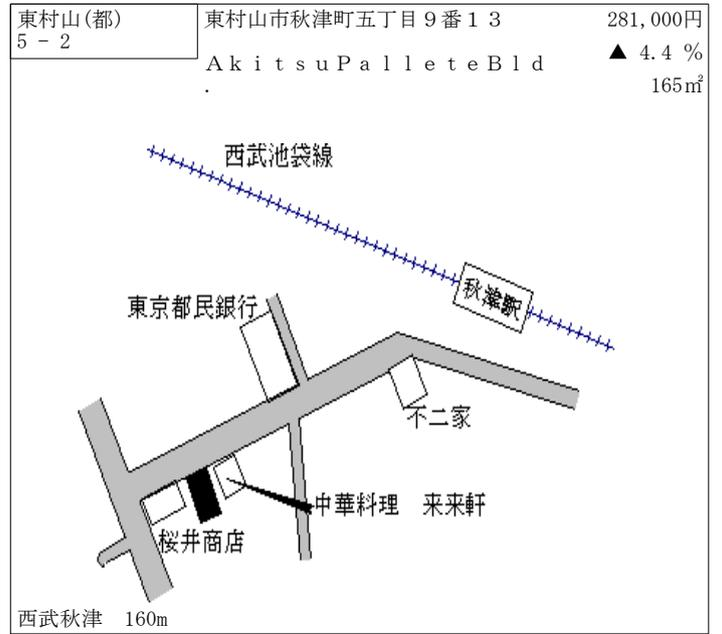 東村山(都)
5-2
東村山市秋津町五丁目９番１３
ＡｋｉｔｓｕＰａｌｌｅｔｅＢｌｄ
．
281,000円
▲ 4.4 %
165㎡
西武池袋線
秋津駅
東京都民銀行
不二家
中華料理　来来軒
桜井商店
西武秋津　160m